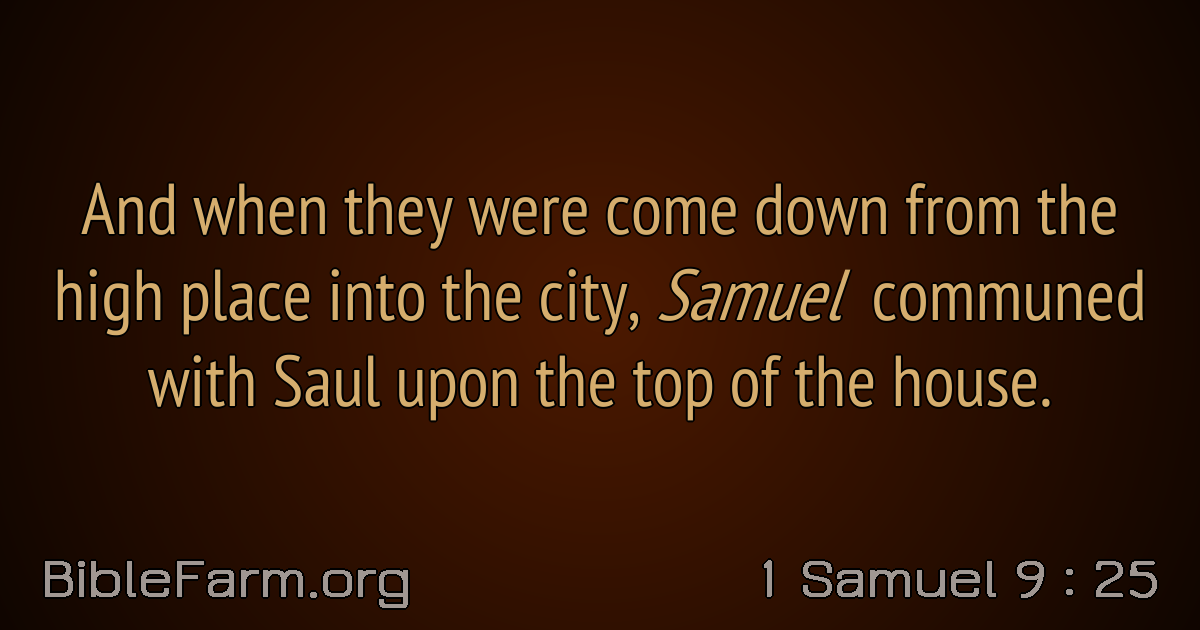 And when they were come down from the
high place into the city, Samuel communed
with Saul upon the top of the house.
BibleFarm.org
1 Samuel 9 : 25